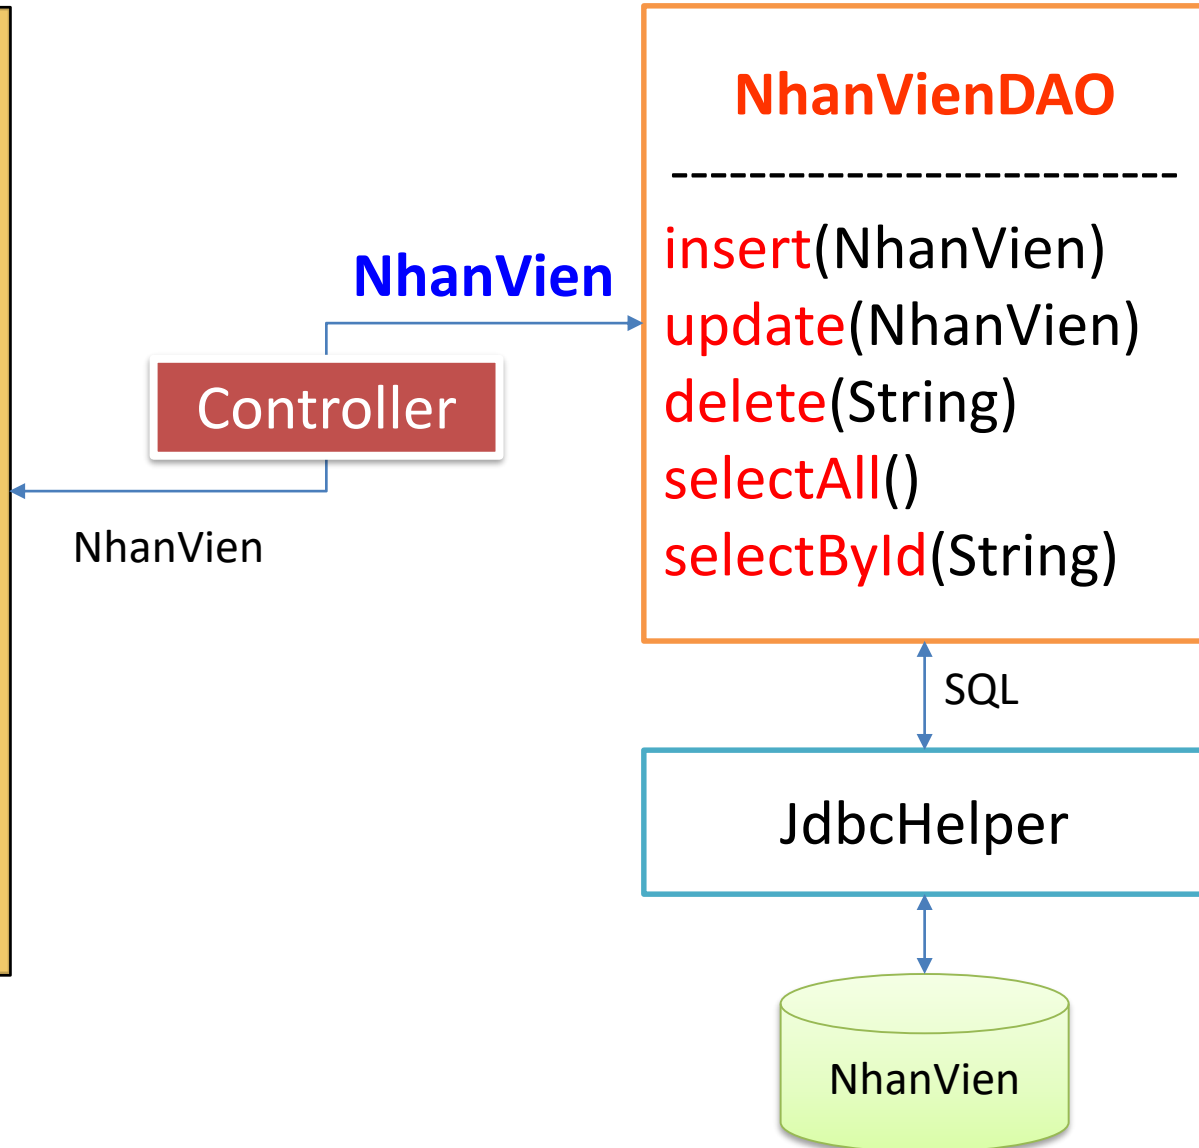 NhanVienDAO
--------------------------
insert(NhanVien)
update(NhanVien)
delete(String)
selectAll()
selectById(String)
NhanVien
Controller
NhanVien
SQL
JdbcHelper
NhanVien